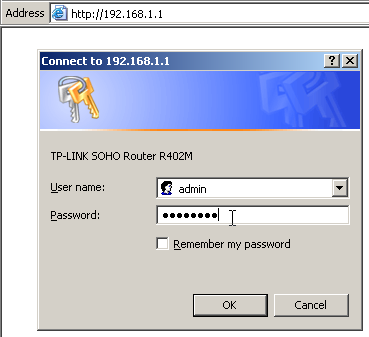 Address http://192.168.1.1
Connect to 192.168.1.1
TP-LINK SOHO Router R402M
User name: admin
Password: ••••••••
Remember my password
OK Cancel